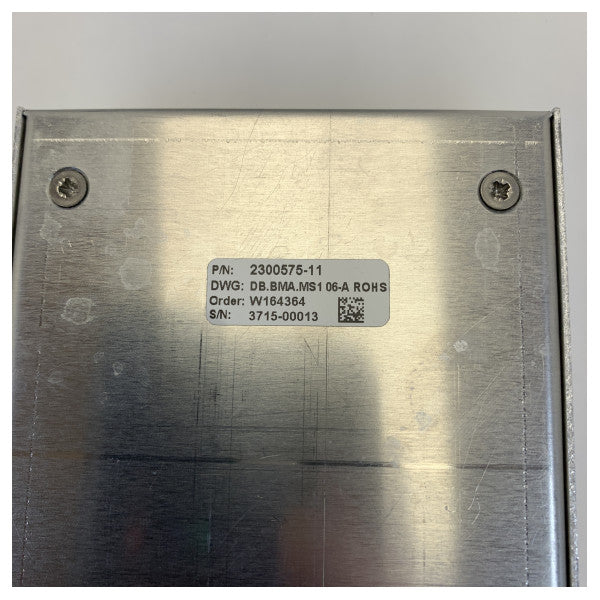 P/N: 2300575-11
DWG: DB.BMA.MS1 06-A ROHS
Order: W164364
S/N: 3715-00013